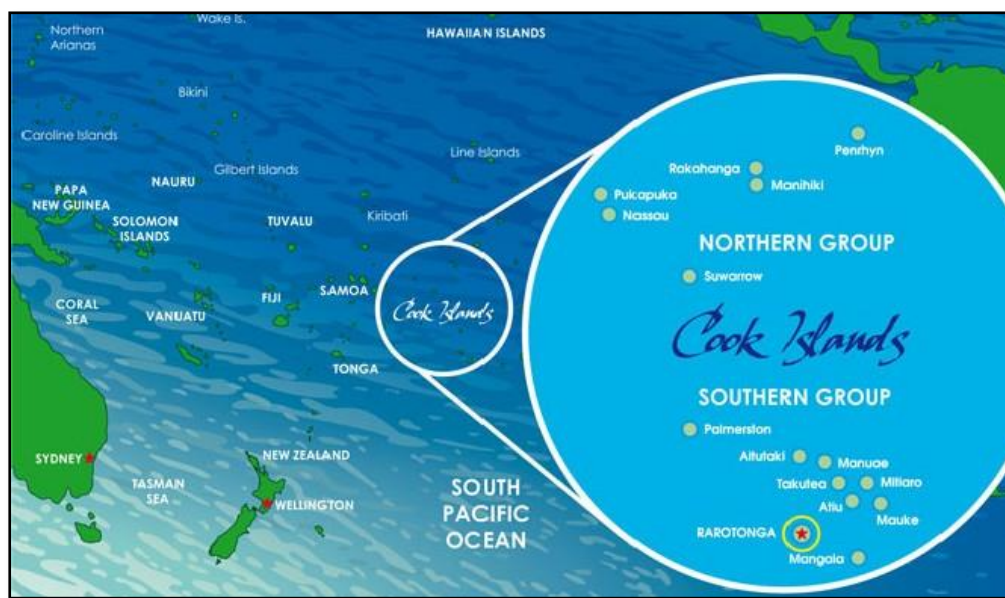 Northern
Arianas
Wake Is.
HAWAIIAN ISLANDS
Bikini
Caroline Islands
Gilbert Islands
Line Islands
PAPA
NEW GUINEA
NAURU
SOLOMON
ISLANDS
TUVALU
Kiribati
CORAL
SEA
VANUATU
FIJI
SAMOA
Cook Islands
TONGA
SYDNEY
TASMAIN
SEA
NEW ZEALAND
WELLINGTON
SOUTH
PACIFIC
OCEAN
Penrhyn
Rakahanga
Manihiki
Pukapuka
Nassau
NORTHERN GROUP
Suwarrow
Cook Islands
SOUTHERN GROUP
Palmerston
Aitutaki
Manuae
Takutea
Mitiaro
Atiu
Mauke
RAROTONGA
Mangaia